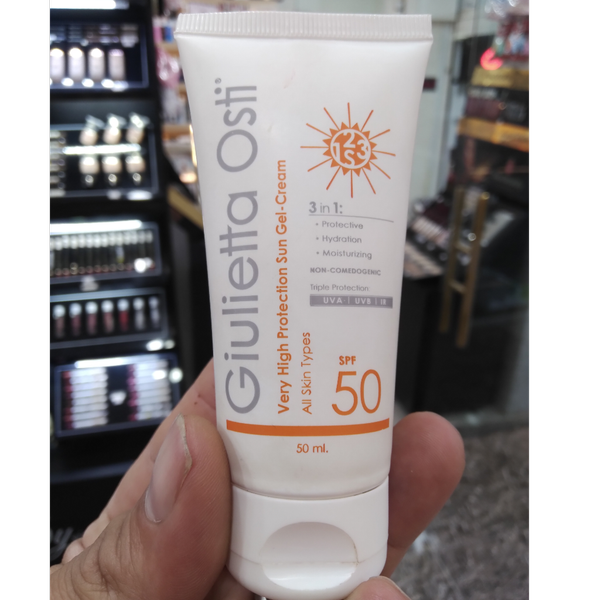 Giulietta Osti
Very High Protection Sun Gel-Cream
All Skin Types
3 in 1:
• Protective
• Hydration
• Moisturizing
NON-COMEDOGENIC
Triple Protection:
UVA | UVB | IR
SPF
50
50 ml.